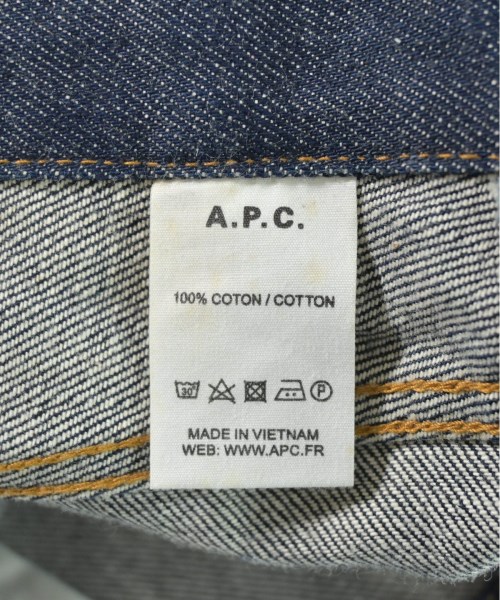 A.P.C.
100% COTON / COTTON
30° P
MADE IN VIETNAM
WEB: WWW.APC.FR